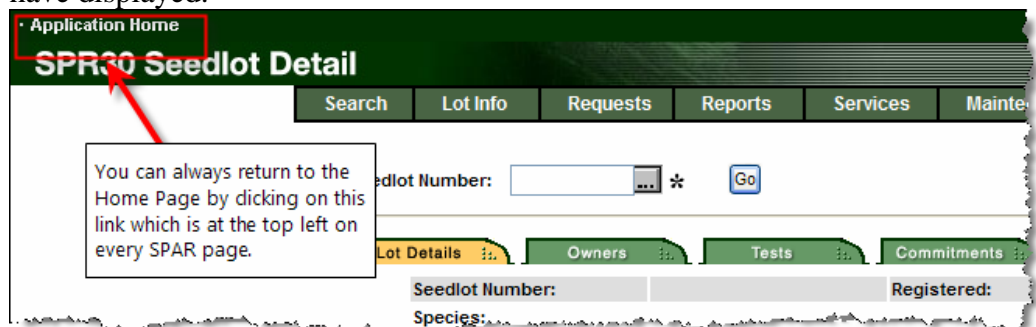 have displayed.
· Application Home
SPR30 Seedlot Detail
Search Lot Info Requests Reports Services
You can always return to the
Home Page by clicking on this
link which is at the top left on
every SPAR page.
Number:
Go
Details Owners Tests Commitments
Seedlot Number: Registered:
Species: